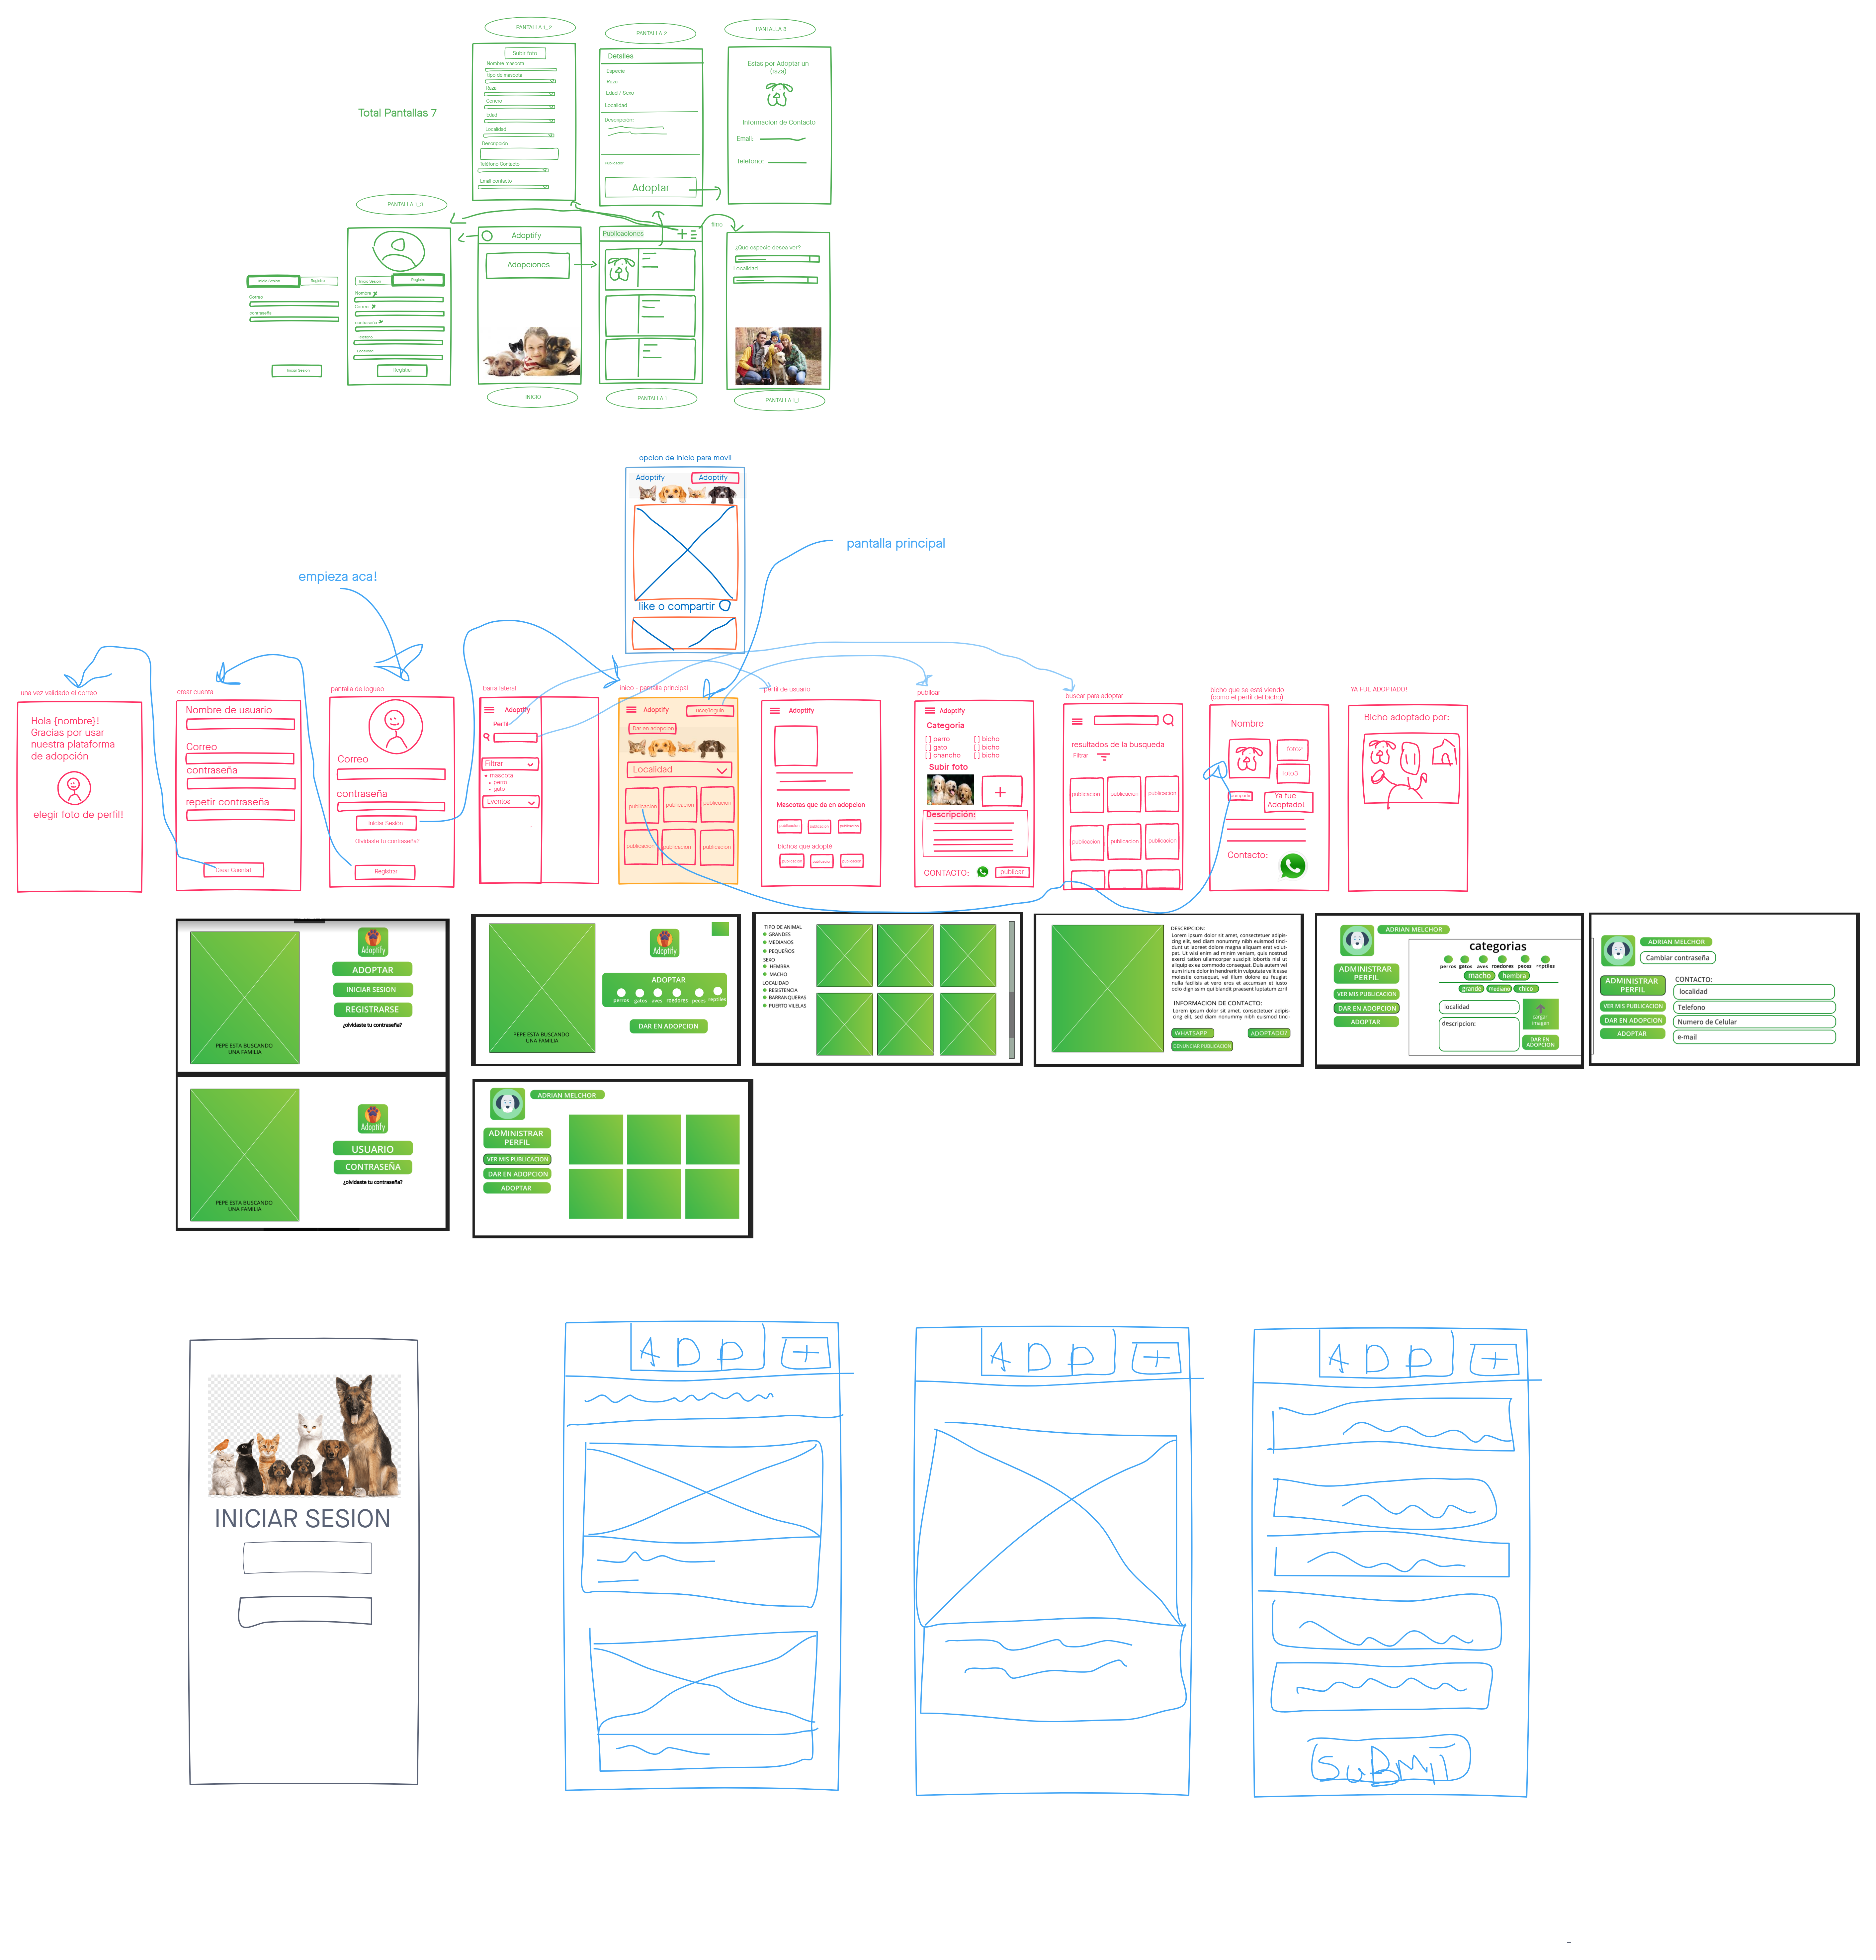 PANTALLA 1_2
PANTALLA 2
PANTALLA 3
Total Pantallas 7
Subir foto
Nombre mascota
tipo de mascota
Raza
Genero
Edad
Localidad
Descripción
Teléfono Contacto
Email contacto
Detalles
Especie
Raza
Edad / Sexo
Localidad
Descripción:
Publicador
Adoptar
Estas por Adoptar un
{raza}
Informacion de Contacto
Email:
Telefono:
PANTALLA 1_3
Inicio Sesion
Registro
Correo
contraseña
Iniciar Sesion
Inicio Sesion
Registro
Nombre
Correo
contraseña
Telefono
Localidad
Registrar
Adoptify
Adopciones
INICIO
Publicaciones
PANTALLA 1
filtro
¿Que especie desea ver?
Localidad
PANTALLA 1_1
opcion de inicio para movil
Adoptify
Adoptify
like o compartir
pantalla principal
empieza aca!
una vez validado el correo
Hola {nombre}!
Gracias por usar
nuestra plataforma
de adopción
elegir foto de perfil!
crear cuenta
Nombre de usuario
Correo
contraseña
repetir contraseña
Crear Cuenta!
pantalla de logueo
Correo
contraseña
Iniciar Sesión
Olvidaste tu contraseña?
Registrar
barra lateral
Adoptify
Perfil
Filtrar
mascota
perro
gato
Eventos
Inicio - pantalla principal
Adoptify
user/loguin
Dar en adopcion
Localidad
publicacion
publicacion
publicacion
publicacion
publicacion
publicacion
perfil de usuario
Adoptify
Mascotas que da en adopcion
publicacion
publicacion
publicacion
bichos que adopté
publicacion
publicacion
publicacion
publicar
Adoptify
Categoria
[ ] perro [ ] bicho
[ ] gato [ ] bicho
[ ] chancho [ ] bicho
Subir foto
+
Descripción:
CONTACTO:
publicar
buscar para adoptar
resultados de la busqueda
Filtrar
publicacion
publicacion
publicacion
publicacion
publicacion
publicacion
bicho que se está viendo
(como el perfil del bicho)
Nombre
foto2
foto3
compartir
Ya fue
Adoptado!
Contacto:
YA FUE ADOPTADO!
Bicho adoptado por:
PEPE ESTA BUSCANDO
UNA FAMILIA
Adoptify
ADOPTAR
INICIAR SESION
REGISTRARSE
¿olvidaste tu contraseña?
PEPE ESTA BUSCANDO
UNA FAMILIA
Adoptify
ADOPTAR
perros gatos aves roedores peces reptiles
DAR EN ADOPCION
TIPO DE ANIMAL
GRANDES
MEDIANOS
PEQUEÑOS
SEXO
HEMBRA
MACHO
LOCALIDAD
RESISTENCIA
BARRANQUERAS
PUERTO VILELAS
DESCRIPCION:
Lorem ipsum dolor sit amet, consectetuer adipis-
cing elit, sed diam nonummy nibh euismod tinci-
dunt ut laoreet dolore magna aliquam erat volut-
pat. Ut wisi enim ad minim veniam, quis nostrud
exerci tation ullamcorper suscipit lobortis nisl ut
aliquip ex ea commodo consequat. Duis autem vel
eum iriure dolor in hendrerit in vulputate velit esse
molestie consequat, vel illum dolore eu feugiat
nulla facilisis at vero eros et accumsan et iusto
odio dignissim qui blandit praesent luptatum zzril
INFORMACION DE CONTACTO:
Lorem ipsum dolor sit amet, consectetuer adipis-
cing elit, sed diam nonummy nibh euismod tinci-
WHATSAPP
ADOPTADO!!
DENUNCIAR PUBLICACION
ADRIAN MELCHOR
ADMINISTRAR
PERFIL
VER MIS PUBLICACION
DAR EN ADOPCION
ADOPTAR
categorias
perros gatos aves roedores peces reptiles
macho hembra
grande mediana chico
localidad
descripcion:
cargar
imagen
DAR EN
ADOPCION
ADRIAN MELCHOR
Cambiar contraseña
ADMINISTRAR
PERFIL
VER MIS PUBLICACION
DAR EN ADOPCION
ADOPTAR
CONTACTO:
localidad
Telefono
Numero de Celular
e-mail
PEPE ESTA BUSCANDO
UNA FAMILIA
Adoptify
USUARIO
CONTRASEÑA
¿olvidaste tu contraseña?
ADRIAN MELCHOR
ADMINISTRAR
PERFIL
VER MIS PUBLICACION
DAR EN ADOPCION
ADOPTAR
INICIAR SESION
ADP +
ADP +
ADP +
SUBMIT